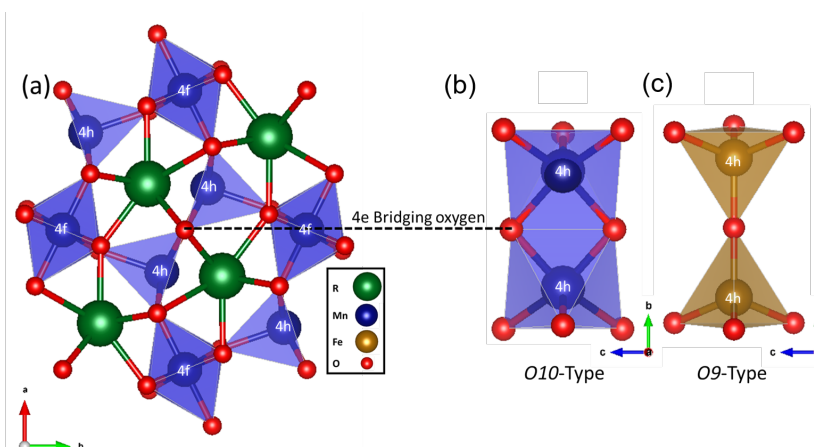 (a)
4f
4h
4h
4f
4f
4h
4h
4f
4e Bridging oxygen
R
Mn
Fe
O
a
b
(b)
4h
4h
c
a
b
O10-Type
(c)
4h
4h
c
O9-Type